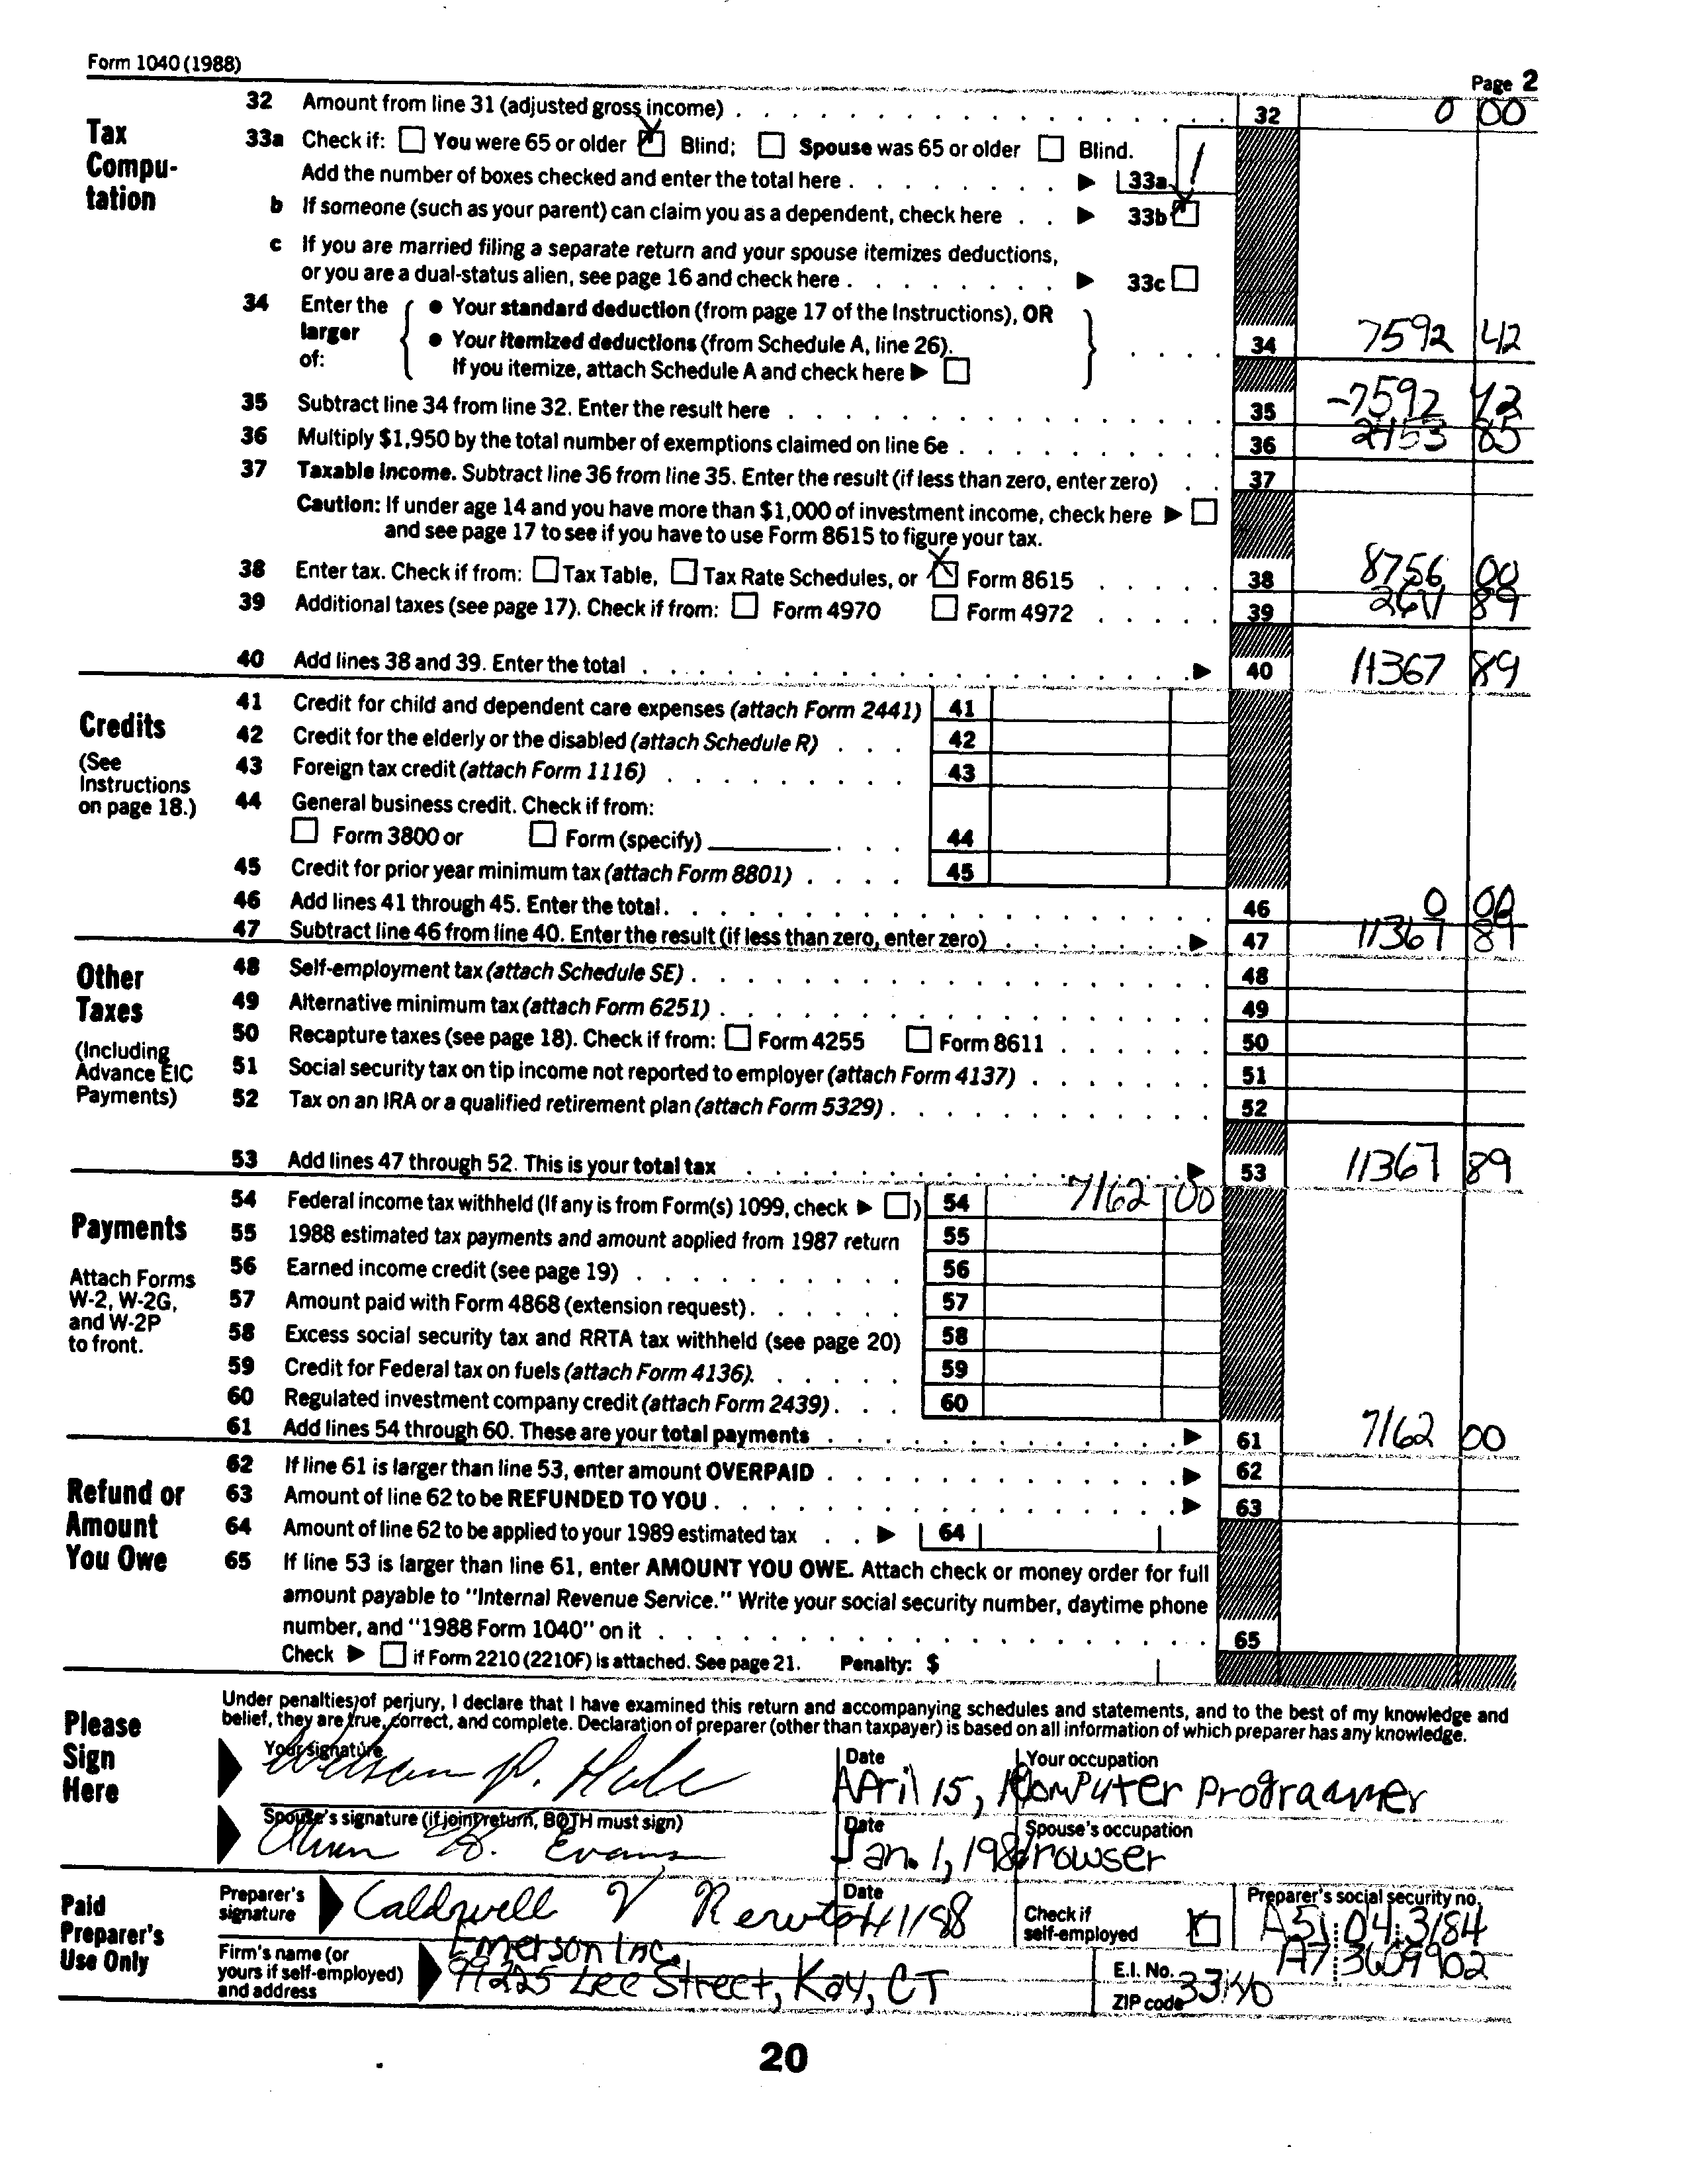 Form 1040 (1988)
Page 2
Tax Compu-tation
32 Amount from line 31 (adjusted gross income) 32 0 00
33a Check if: You were 65 or older Blind; Spouse was 65 or older Blind.
Add the number of boxes checked and enter the total here 33a 1
b If someone (such as your parent) can claim you as a dependent, check here 33b
c If you are married filing a separate return and your spouse itemizes deductions,
or you are a dual-status alien, see page 16 and check here 33c
34 Enter the larger of:
• Your standard deduction (from page 17 of the Instructions), OR
• Your itemized deductions (from Schedule A, line 26).
If you itemize, attach Schedule A and check here
34 7592 42
35 Subtract line 34 from line 32. Enter the result here 35 -7592 42
36 Multiply $1,950 by the total number of exemptions claimed on line 6e 36 2453 85
37 Taxable income. Subtract line 36 from line 35. Enter the result (if less than zero, enter zero) 37
Caution: If under age 14 and you have more than $1,000 of investment income, check here
and see page 17 to see if you have to use Form 8615 to figure your tax.
38 Enter tax. Check if from: Tax Table, Tax Rate Schedules, or Form 8615 38 8756 00
39 Additional taxes (see page 17). Check if from: Form 4970 Form 4972 39 2611 89
40 Add lines 38 and 39. Enter the total 40 11367 89
Credits
(See Instructions on page 18.)
41 Credit for child and dependent care expenses (attach Form 2441) 41
42 Credit for the elderly or the disabled (attach Schedule R) 42
43 Foreign tax credit (attach Form 1116) 43
44 General business credit. Check if from:
Form 3800 or Form (specify) 44
45 Credit for prior year minimum tax (attach Form 8801) 45
46 Add lines 41 through 45. Enter the total. 46 0 00
47 Subtract line 46 from line 40. Enter the result (if less than zero, enter zero) 47 11367 89
Other Taxes
(Including Advance EIC Payments)
48 Self-employment tax (attach Schedule SE) 48
49 Alternative minimum tax (attach Form 6251) 49
50 Recapture taxes (see page 18). Check if from: Form 4255 Form 8611 50
51 Social security tax on tip income not reported to employer (attach Form 4137) 51
52 Tax on an IRA or a qualified retirement plan (attach Form 5329) 52
53 Add lines 47 through 52. This is your total tax 53 11367 89
Payments
Attach Forms W-2, W-2G, and W-2P to front.
54 Federal income tax withheld (If any is from Form(s) 1099, check ) 54 7162 00
55 1988 estimated tax payments and amount applied from 1987 return 55
56 Earned income credit (see page 19) 56
57 Amount paid with Form 4868 (extension request) 57
58 Excess social security tax and RRTA tax withheld (see page 20) 58
59 Credit for Federal tax on fuels (attach Form 4136). 59
60 Regulated investment company credit (attach Form 2439) 60
61 Add lines 54 through 60. These are your total payments 61 7162 00
Refund or Amount You Owe
62 If line 61 is larger than line 53, enter amount OVERPAID 62
63 Amount of line 62 to be REFUNDED TO YOU 63
64 Amount of line 62 to be applied to your 1989 estimated tax 64
65 If line 53 is larger than line 61, enter AMOUNT YOU OWE. Attach check or money order for full
amount payable to "Internal Revenue Service." Write your social security number, daytime phone
number, and "1988 Form 1040" on it 65
Check if Form 2210 (2210F) is attached. See page 21. Penalty: $
Please Sign Here
Under penalties of perjury, I declare that I have examined this return and accompanying schedules and statements, and to the best of my knowledge and
belief, they are true, correct, and complete. Declaration of preparer (other than taxpayer) is based on all information of which preparer has any knowledge.
Your signature Date Your occupation
P. Hale April 15, Computer Prograamer
Spouse's signature (if joint return, BOTH must sign) Date Spouse's occupation
Evans Jan. 1, 198
Paid Preparer's Use Only
Preparer's signature Caldwell V Newton Date 1/88 Check if self-employed Preparer's social security no. A51 04 3184
Firm's name (or yours if self-employed) and address Emerson Inc. E.I. No. A7 3609902
Lee Street, Kay, CT ZIP code
20